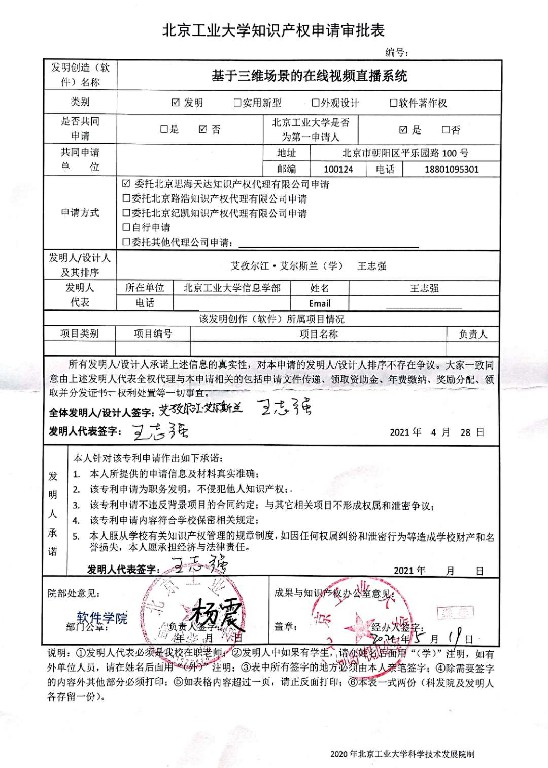 北京工业大学知识产权申请审批表
编号：
发明创造（软件）名称 基于三维场景的在线视频直播系统
类别 ☑ 发明 □实用新型 □外观设计 □软件著作权
是否共同申请 □是 ☑ 否 北京工业大学是否为第一申请人 ☑ 是 □否
共同申请单位 地址 北京市朝阳区平乐园路 100 号
邮编 100124 电话 18801095301
申请方式
☑ 委托北京思海天达知识产权代理有限公司申请
□委托北京路浩知识产权代理有限公司申请
□委托北京纪凯知识产权代理有限公司申请
□自行申请
□委托其他代理公司申请：
发明人/设计人及其排序 艾孜尔江·艾尔斯兰（学） 王志强
发明人代表 所在单位 北京工业大学信息学部 姓名 王志强
电话 Email
该发明创作（软件）所属项目情况
项目类别 项目编号 项目名称 负责人
所有发明人/设计人承诺上述信息的真实性，对本申请的发明人/设计人排序不存在争议。大家一致同
意由上述发明人代表全权代理与本申请相关的包括申请文件传递、领取资助金、年费缴纳、奖励分配、领
取并分发证书、权利处置等一切事宜。
全体发明人/设计人签字：艾孜尔江·艾尔斯兰 王志强
发明人代表签字：王志强 2021 年 4 月 28 日
发明人承诺
本人针对该专利申请作出如下承诺：
1. 本人所提供的申请信息及材料真实准确；
2. 该专利申请为职务发明，不侵犯他人知识产权；
3. 该专利申请不违反背景项目的合同约定；与其它相关项目不形成权属和泄密争议；
4. 该专利申请内容符合学校保密相关规定；
5. 本人服从学校有关知识产权管理的规章制度，如因任何权属纠纷和泄密行为等造成学校财产和名
誉损失，本人愿承担经济与法律责任。
发明人代表签字：王志强 2021 年 月 日
院部处意见： 成果与知识产权办公室意见：
软件学院 杨震
部门公章： 负责人签字： 盖章： 经办人签字：
年 月 日 2021年5月19日
说明：①发明人代表必须是我校在职老师；②发明人中如果有学生，请在姓名后面用“（学）”注明，如有
外单位人员，请在姓名后面用“（外）”注明；③表中所有签字的地方必须由本人亲笔签字；④除需要签字
的内容外其他部分必须打印；⑤如表格内容超过一页，请正反面打印；⑥本表一式两份（科发院及发明人
各存留一份）。
2020 年北京工业大学科学技术发展院制